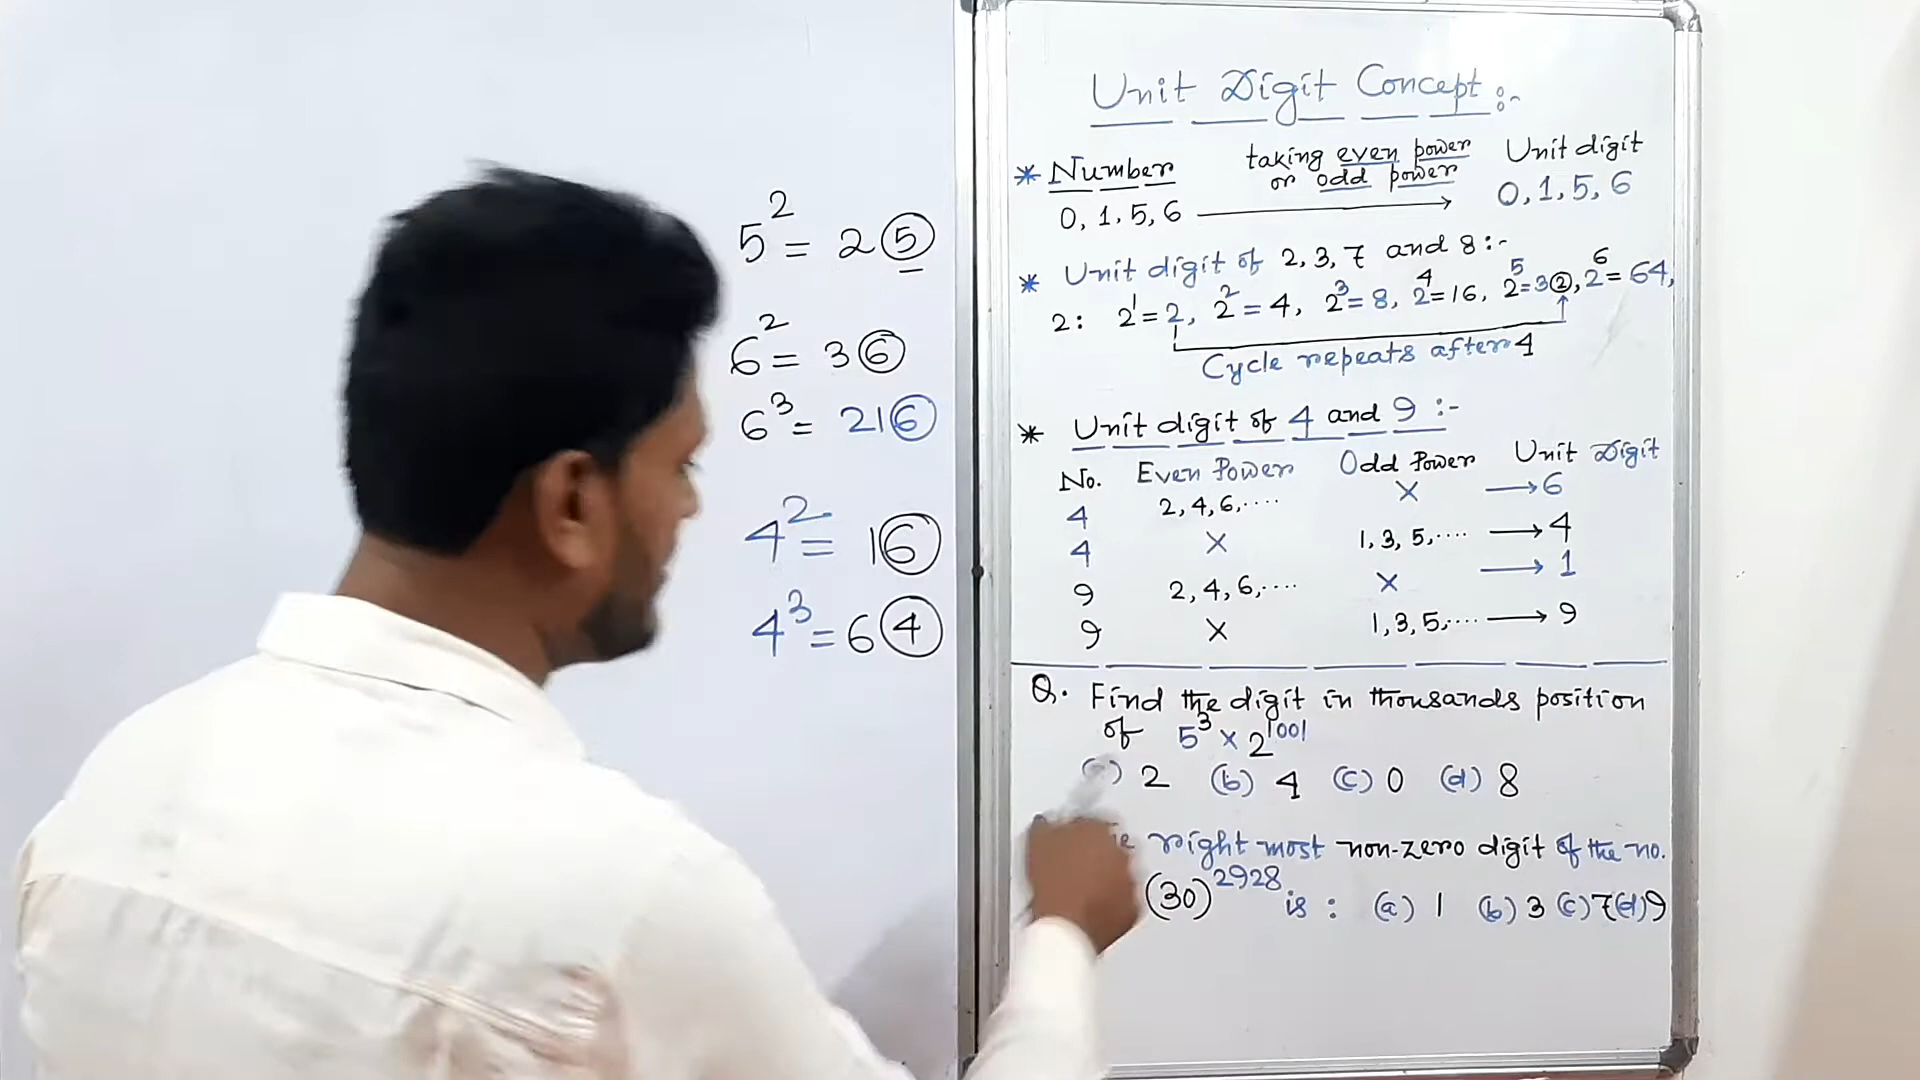 5² = 25
6² = 36
6³ = 216
4² = 16
4³ = 64
Unit Digit Concept :-
* Number taking even power or odd power Unit digit
0, 1, 5, 6 → 0, 1, 5, 6
* Unit digit of 2, 3, 7 and 8 :-
2: 2¹ = 2, 2² = 4, 2³ = 8, 2⁴ = 16, 2⁵ = 32, 2⁶ = 64,
Cycle repeats after 4
* Unit digit of 4 and 9 :-
No. Even Power Odd Power Unit Digit
4 2, 4, 6, .... × → 6
4 × 1, 3, 5, .... → 4
9 2, 4, 6, .... × → 1
9 × 1, 3, 5, .... → 9
Q. Find the digit in thousands position
of 5³ × 2¹⁰⁰¹
2 (b) 4 (c) 0 (d) 8
right most non-zero digit of the no.
(30)²⁹²⁸ is : (a) 1 (b) 3 (c) 7 (d) 9